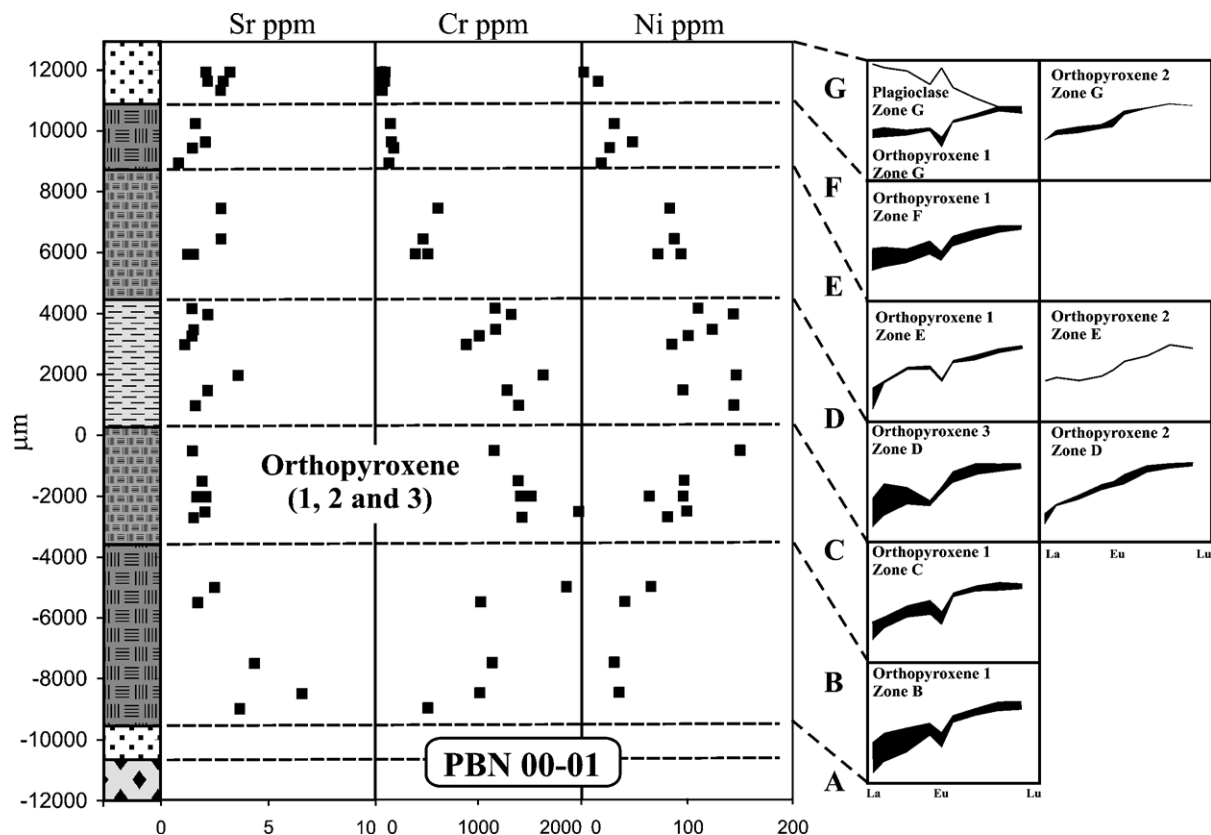 Sr ppm Cr ppm Ni ppm
12000
10000
8000
6000
4000
2000
0
-2000
-4000
-6000
-8000
-10000
-12000
µm
Orthopyroxene
(1, 2 and 3)
PBN 00-01
0 5 10 0 1000 2000 0 100 200
G
F
E
D
C
B
A
Plagioclase
Zone G
Orthopyroxene 1
Zone G
Orthopyroxene 2
Zone G
Orthopyroxene 1
Zone F
Orthopyroxene 1
Zone E
Orthopyroxene 2
Zone E
Orthopyroxene 3
Zone D
Orthopyroxene 2
Zone D
La Eu Lu
Orthopyroxene 1
Zone C
Orthopyroxene 1
Zone B
La Eu Lu